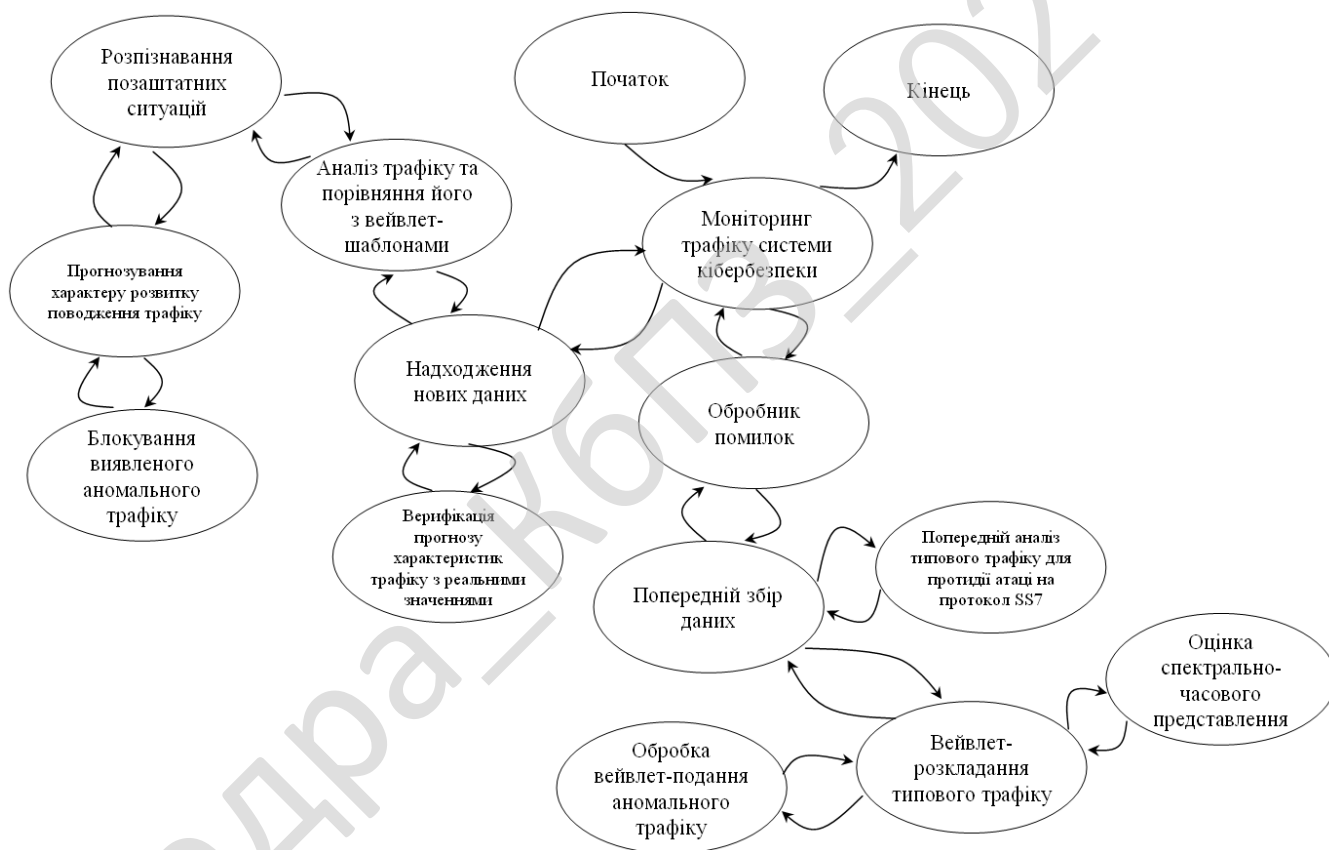 Розпізнавання
позаштатних
ситуацій
Початок
Кінець
Аналіз трафіку та
порівняння його
з вейвлет-
шаблонами
Моніторинг
трафіку системи
кібербезпеки
Прогнозування
характеру розвитку
поводження трафіку
Надходження
нових даних
Обробник
помилок
Блокування
виявленого
аномального
трафіку
Верифікація
прогнозу
характеристик
трафіку з реальними
значеннями
Попередній збір
даних
Попередній аналіз
типового трафіку для
протидії атаці на
протокол SS7
Оцінка
спектрально-
часового
представлення
Обробка
вейвлет-подання
аномального
трафіку
Вейвлет-
розкладання
типового трафіку
одра_КбПЗ_202